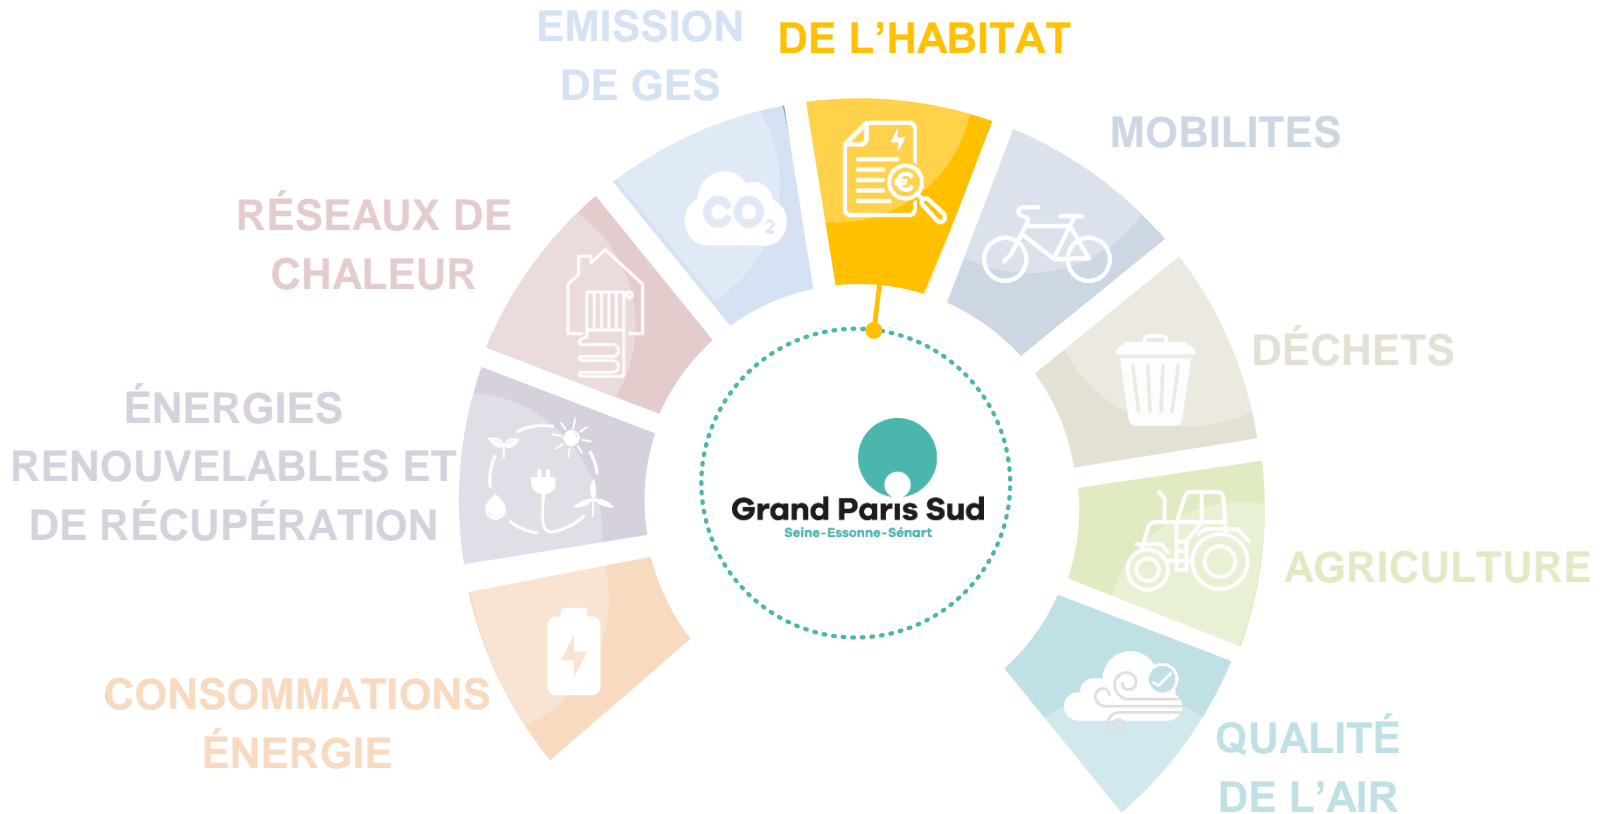 EMISSION
DE GES
DE L’HABITAT
MOBILITES
RÉSEAUX DE
CHALEUR
CO2
€
DÉCHETS
ÉNERGIES
RENOUVELABLES ET
DE RÉCUPÉRATION
Grand Paris Sud
Seine-Essonne-Sénart
AGRICULTURE
CONSOMMATIONS
ÉNERGIE
QUALITÉ
DE L’AIR